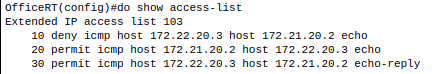 OfficeRT(config)#do show access-list
Extended IP access list 103
    10 deny icmp host 172.22.20.3 host 172.21.20.2 echo
    20 permit icmp host 172.21.20.2 host 172.22.20.3 echo
    30 permit icmp host 172.22.20.3 host 172.21.20.2 echo-reply